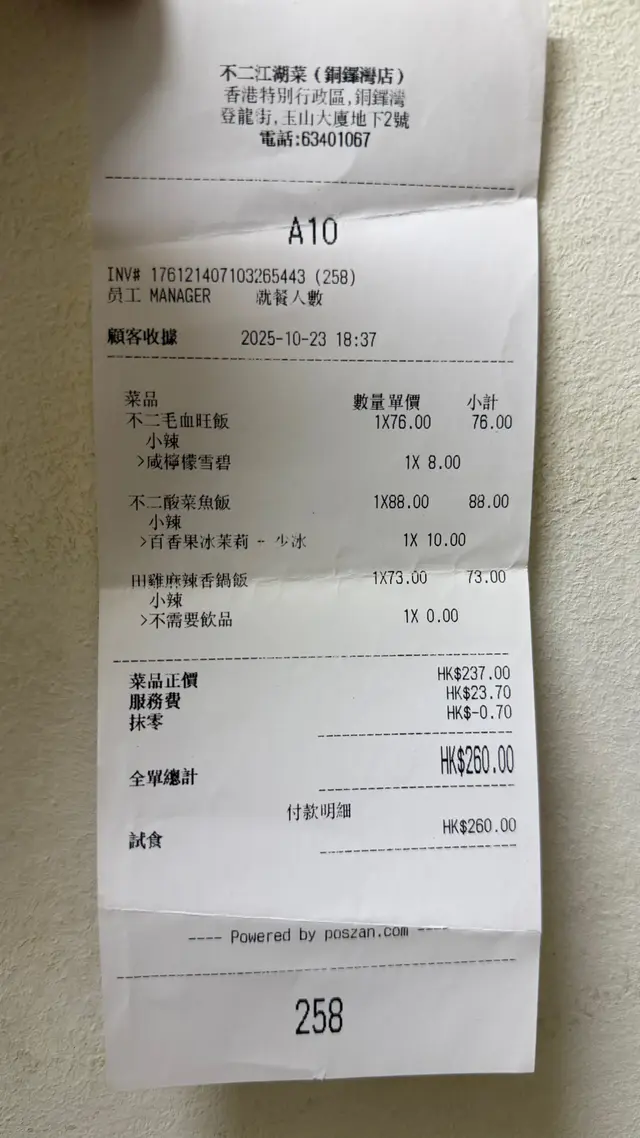 不二江湖菜（銅鑼灣店）
香港特別行政區,銅鑼灣
登龍街,玉山大廈地下2號
電話:63401067
A10
INV# 176121407103265443 (258)
员工 MANAGER 就餐人數
顧客收據 2025-10-23 18:37
菜品 數量單價 小計
不二毛血旺飯 1X76.00 76.00
小辣
>咸檸檬雪碧 1X 8.00
不二酸菜魚飯 1X88.00 88.00
小辣
>百香果冰茉莉 - 少冰 1X 10.00
田雞麻辣香鍋飯 1X73.00 73.00
小辣
>不需要飲品 1X 0.00
菜品正價 HK$237.00
服務費 HK$23.70
抹零 HK$-0.70
全單總計 HK$260.00
付款明細
試食 HK$260.00
---- Powered by poszan.com ----
258